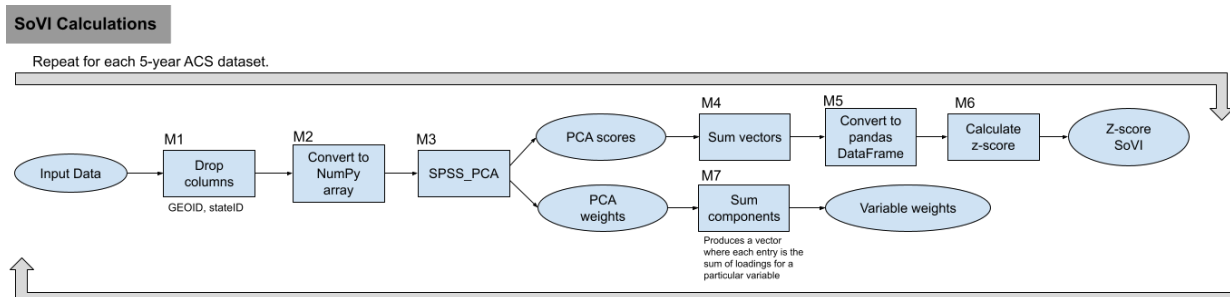 SoVI Calculations
Repeat for each 5-year ACS dataset.
Input Data
M1
Drop
columns
GEOID, stateID
M2
Convert to
NumPy
array
M3
SPSS_PCA
PCA scores
M4
Sum vectors
M5
Convert to
pandas
DataFrame
M6
Calculate
z-score
Z-score
SoVI
PCA
weights
M7
Sum
components
Produces a vector
where each entry is the
sum of loadings for a
particular variable
Variable weights